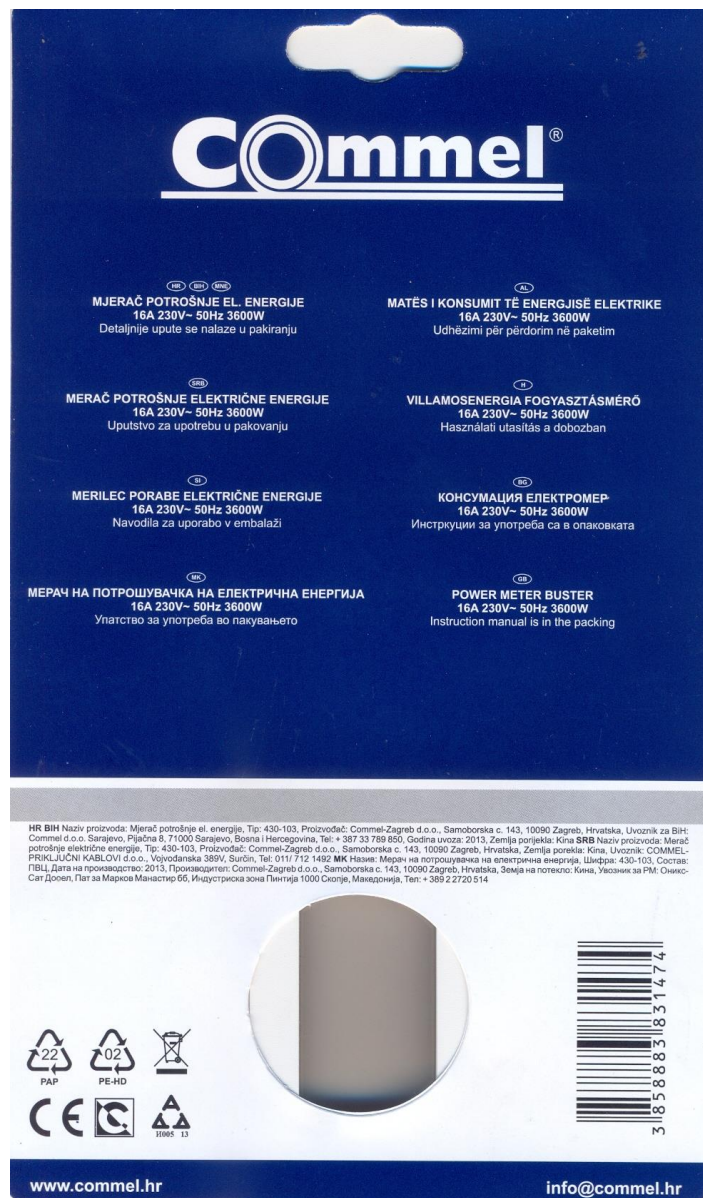 Commel®
HR BIH MNE
MJERAČ POTROŠNJE EL. ENERGIJE
16A 230V~ 50Hz 3600W
Detaljnije upute se nalaze u pakiranju
SRB
MERAČ POTROŠNJE ELEKTRIČNE ENERGIJE
16A 230V~ 50Hz 3600W
Uputstvo za upotrebu u pakovanju
SI
MERILEC PORABE ELEKTRIČNE ENERGIJE
16A 230V~ 50Hz 3600W
Navodila za uporabo v embalaži
MK
МЕРАЧ НА ПОТРОШУВАЧКА НА ЕЛЕКТРИЧНА ЕНЕРГИЈА
16A 230V~ 50Hz 3600W
Упатство за употреба во пакувањето
AL
MATËS I KONSUMIT TË ENERGJISË ELEKTRIKE
16A 230V~ 50Hz 3600W
Udhëzimi për përdorim në paketim
H
VILLAMOSENERGIA FOGYASZTÁSMÉRŐ
16A 230V~ 50Hz 3600W
Használati utasítás a dobozban
BG
КОНСУМАЦИЯ ЕЛЕКТРОМЕР
16A 230V~ 50Hz 3600W
Инстркуции за употреба са в опаковката
GB
POWER METER BUSTER
16A 230V~ 50Hz 3600W
Instruction manual is in the packing
HR BIH Naziv proizvoda: Mjerač potrošnje el. energije, Tip: 430-103, Proizvođač: Commel-Zagreb d.o.o., Samoborska c. 143, 10090 Zagreb, Hrvatska, Uvoznik za BiH:
Commel d.o.o. Sarajevo, Pijačna 8, 71000 Sarajevo, Bosna i Hercegovina, Tel: + 387 33 789 850, Godina uvoza: 2013, Zemlja porijekla: Kina SRB Naziv proizvoda: Merač
potrošnje električne energije, Tip: 430-103, Proizvođač: Commel-Zagreb d.o.o., Samoborska c. 143, 10090 Zagreb, Hrvatska, Zemlja porekla: Kina, Uvoznik: COMMEL-
PRIKLJUČNI KABLOVI d.o.o., Vojvođanska 389V, Surčin, Tel: 011/ 712 1492 MK Назив: Мерач на потрошувачка на електрична енергија, Шифра: 430-103, Состав:
ПВЦ, Дата на производство: 2013, Производител: Commel-Zagreb d.o.o., Samoborska c. 143, 10090 Zagreb, Hrvatska, Земја на потекло: Кина, Увозник за РМ: Оникс-
Сат Дооел, Пат за Марков Манастир бб, Индустриска зона Пинтија 1000 Скопје, Македонија, Тел: + 389 2 2720 514
22
PAP
02
PE-HD
CE
H005 13
3858883831474
www.commel.hr
info@commel.hr